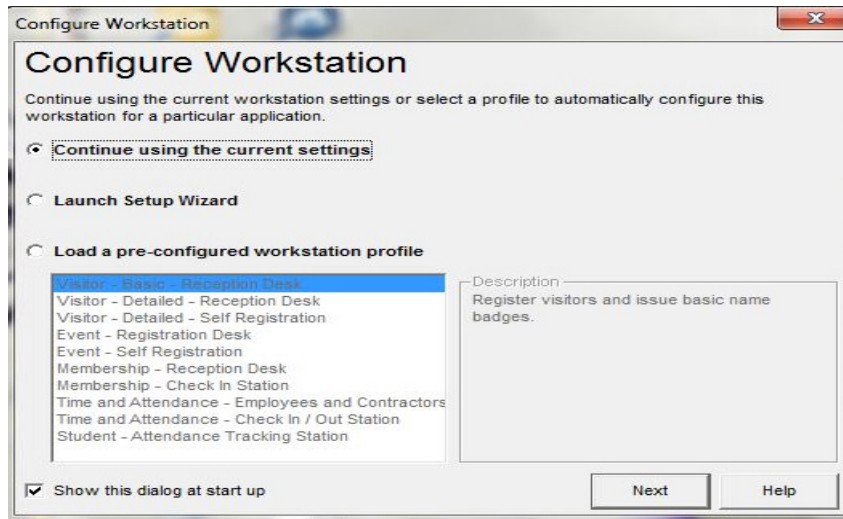 Configure Workstation
Configure Workstation
Continue using the current workstation settings or select a profile to automatically configure this
workstation for a particular application.
Continue using the current settings
Launch Setup Wizard
Load a pre-configured workstation profile
Visitor - Basic - Reception Desk
Visitor - Detailed - Reception Desk
Visitor - Detailed - Self Registration
Event - Registration Desk
Event - Self Registration
Membership - Reception Desk
Membership - Check In Station
Time and Attendance - Employees and Contractors
Time and Attendance - Check In / Out Station
Student - Attendance Tracking Station
Description
Register visitors and issue basic name
badges.
Show this dialog at start up
Next
Help